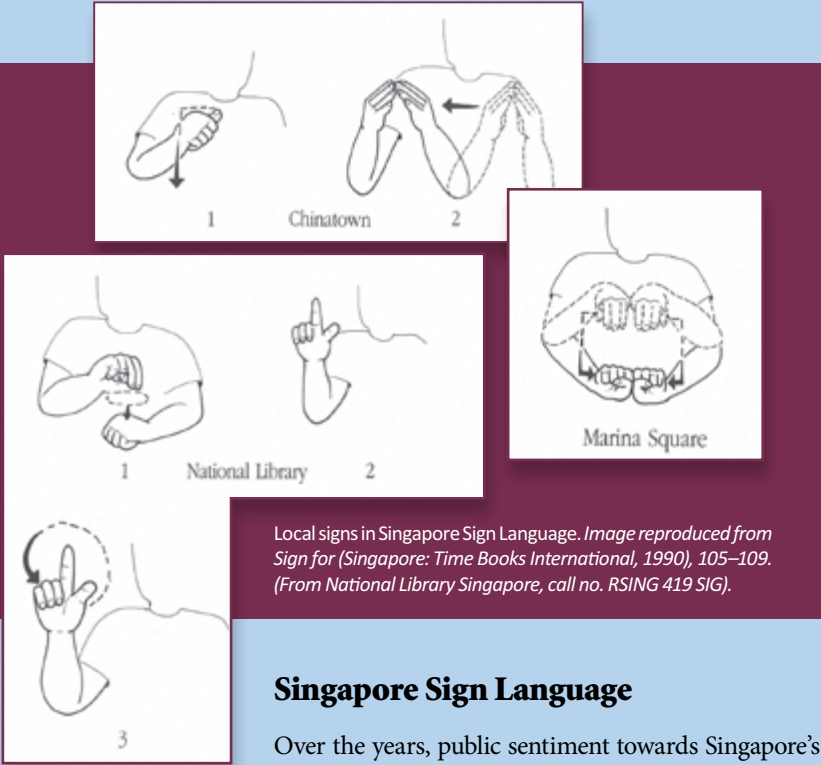 1 Chinatown 2
1 National Library 2
Marina Square
3
Local signs in Singapore Sign Language. Image reproduced from
Sign for (Singapore: Time Books International, 1990), 105–109.
(From National Library Singapore, call no. RSING 419 SIG).
Singapore Sign Language
Over the years, public sentiment towards Singapore’s